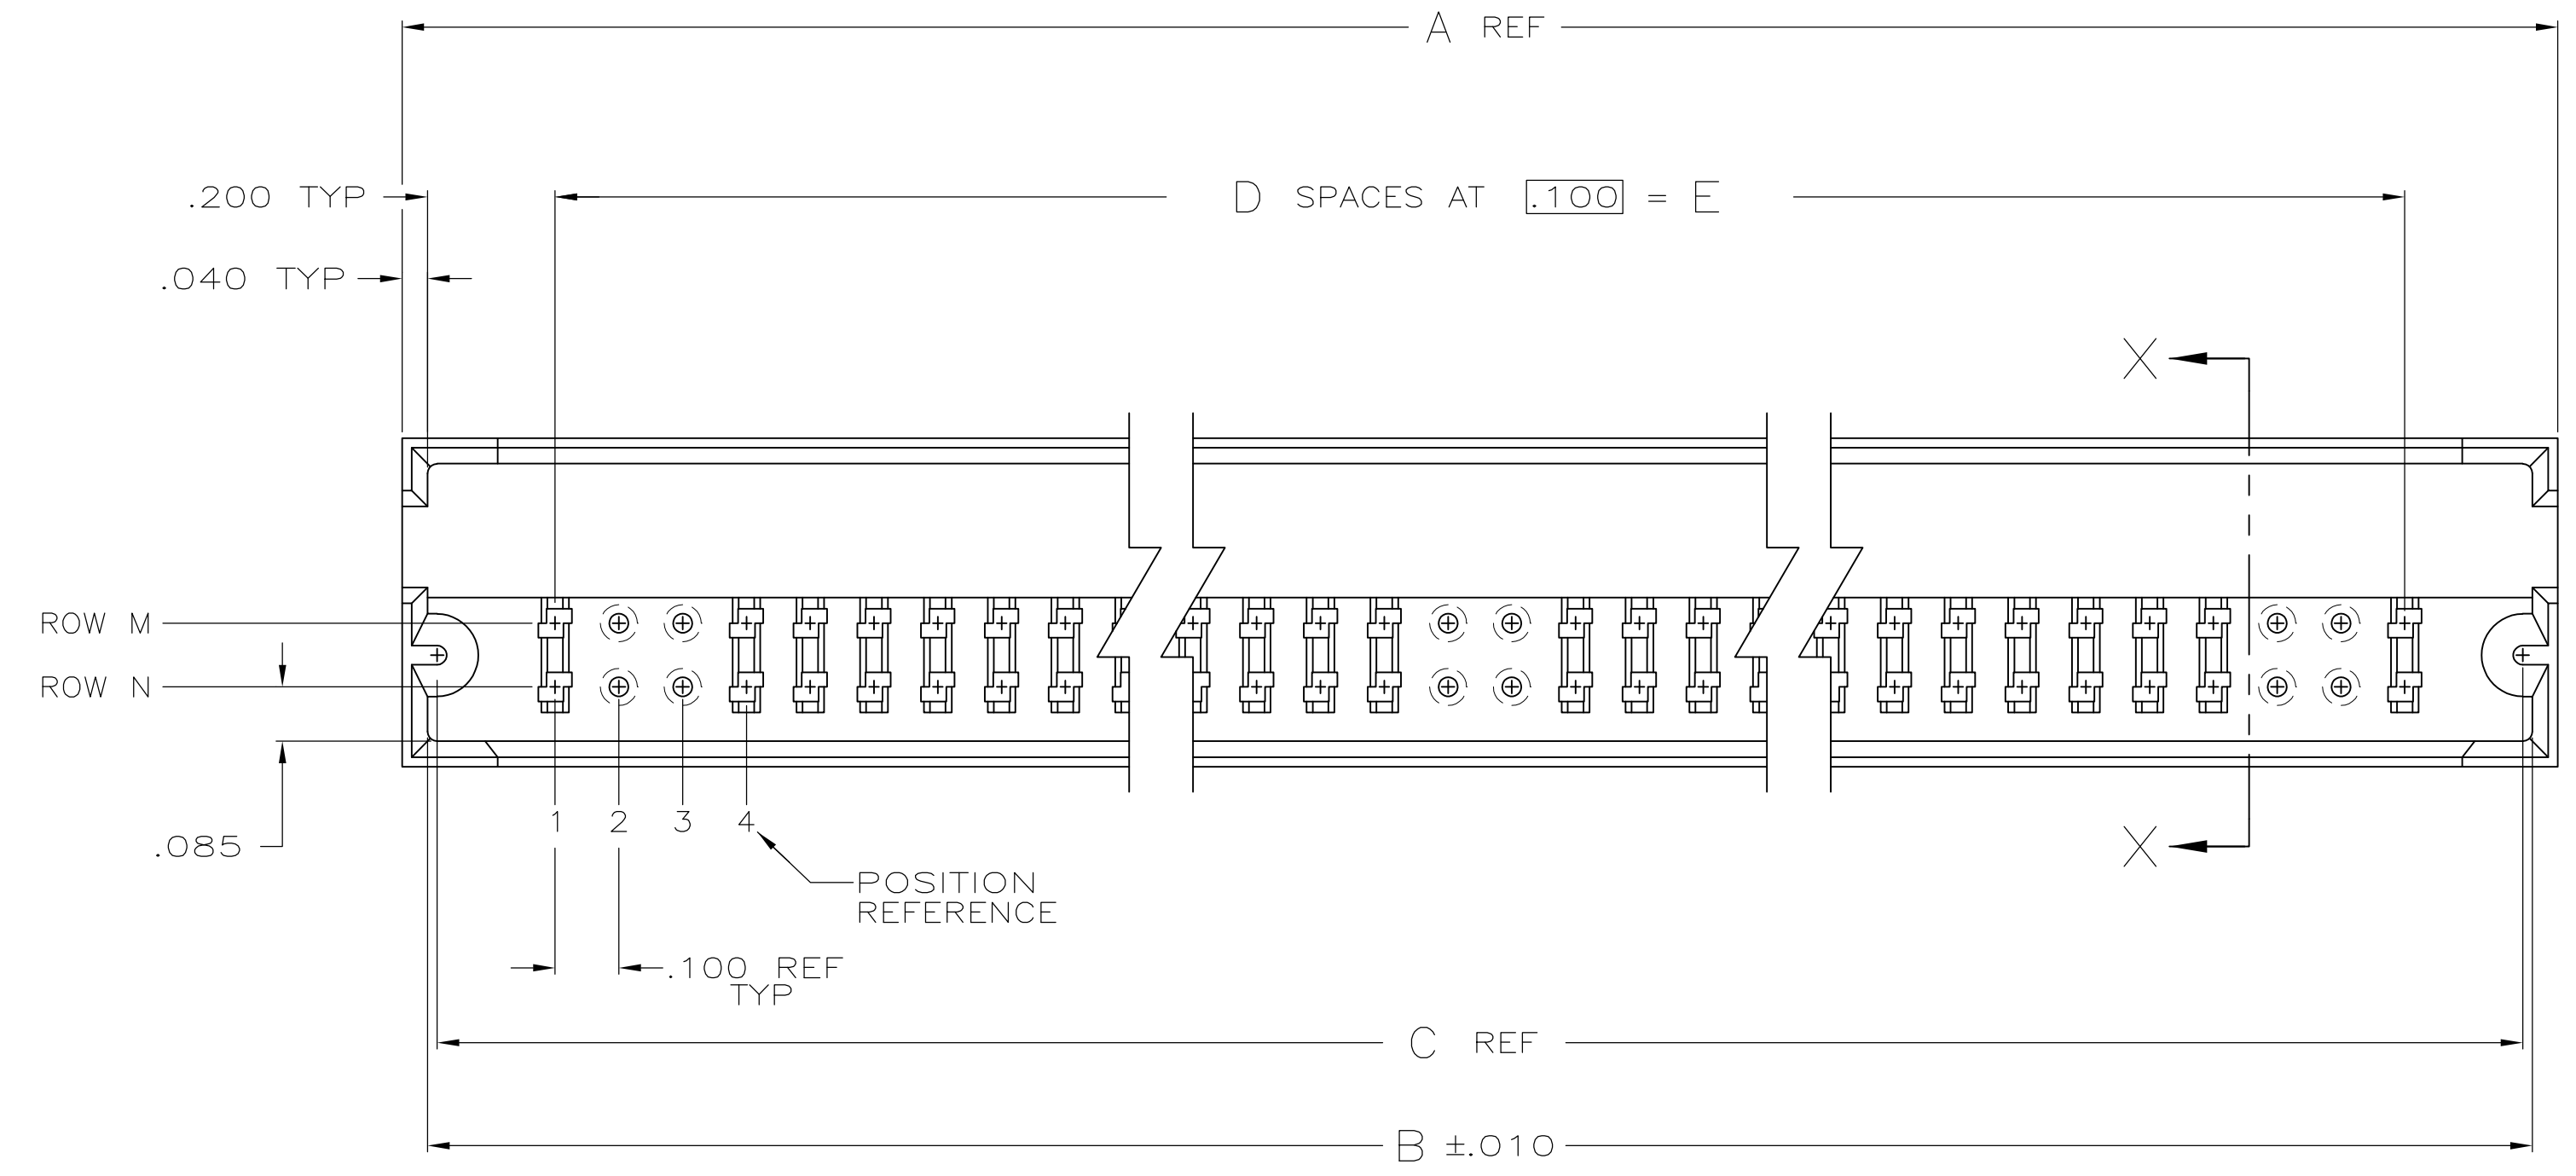 A REF
.200 TYP
D SPACES AT .100 = E
.040 TYP
X
ROW M
ROW N
1 2 3 4
.085
X
POSITION
REFERENCE
.100 REF
TYP
C REF
B ±.010